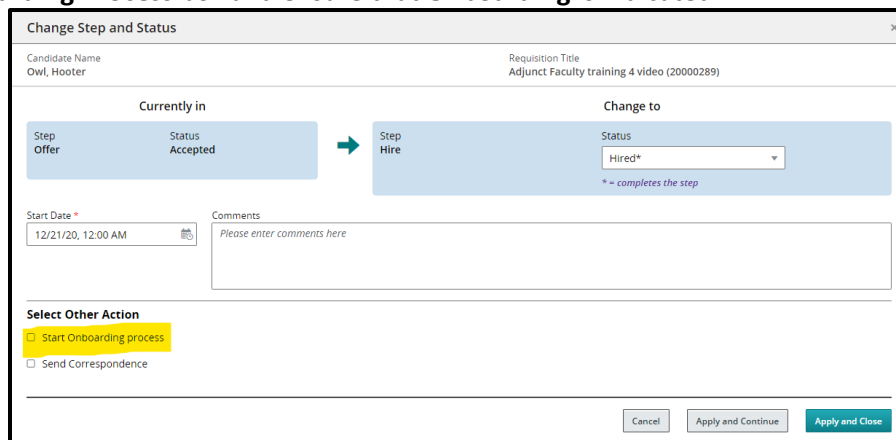 Change Step and Status ×
Candidate Name Requisition Title
Owl, Hooter Adjunct Faculty training 4 video (20000289)
Currently in Change to
Step Status Step Status
Offer Accepted Hire Hired*
* = completes the step
Start Date * Comments
12/21/20, 12:00 AM Please enter comments here
Select Other Action
Start Onboarding process
Send Correspondence
Cancel Apply and Continue Apply and Close